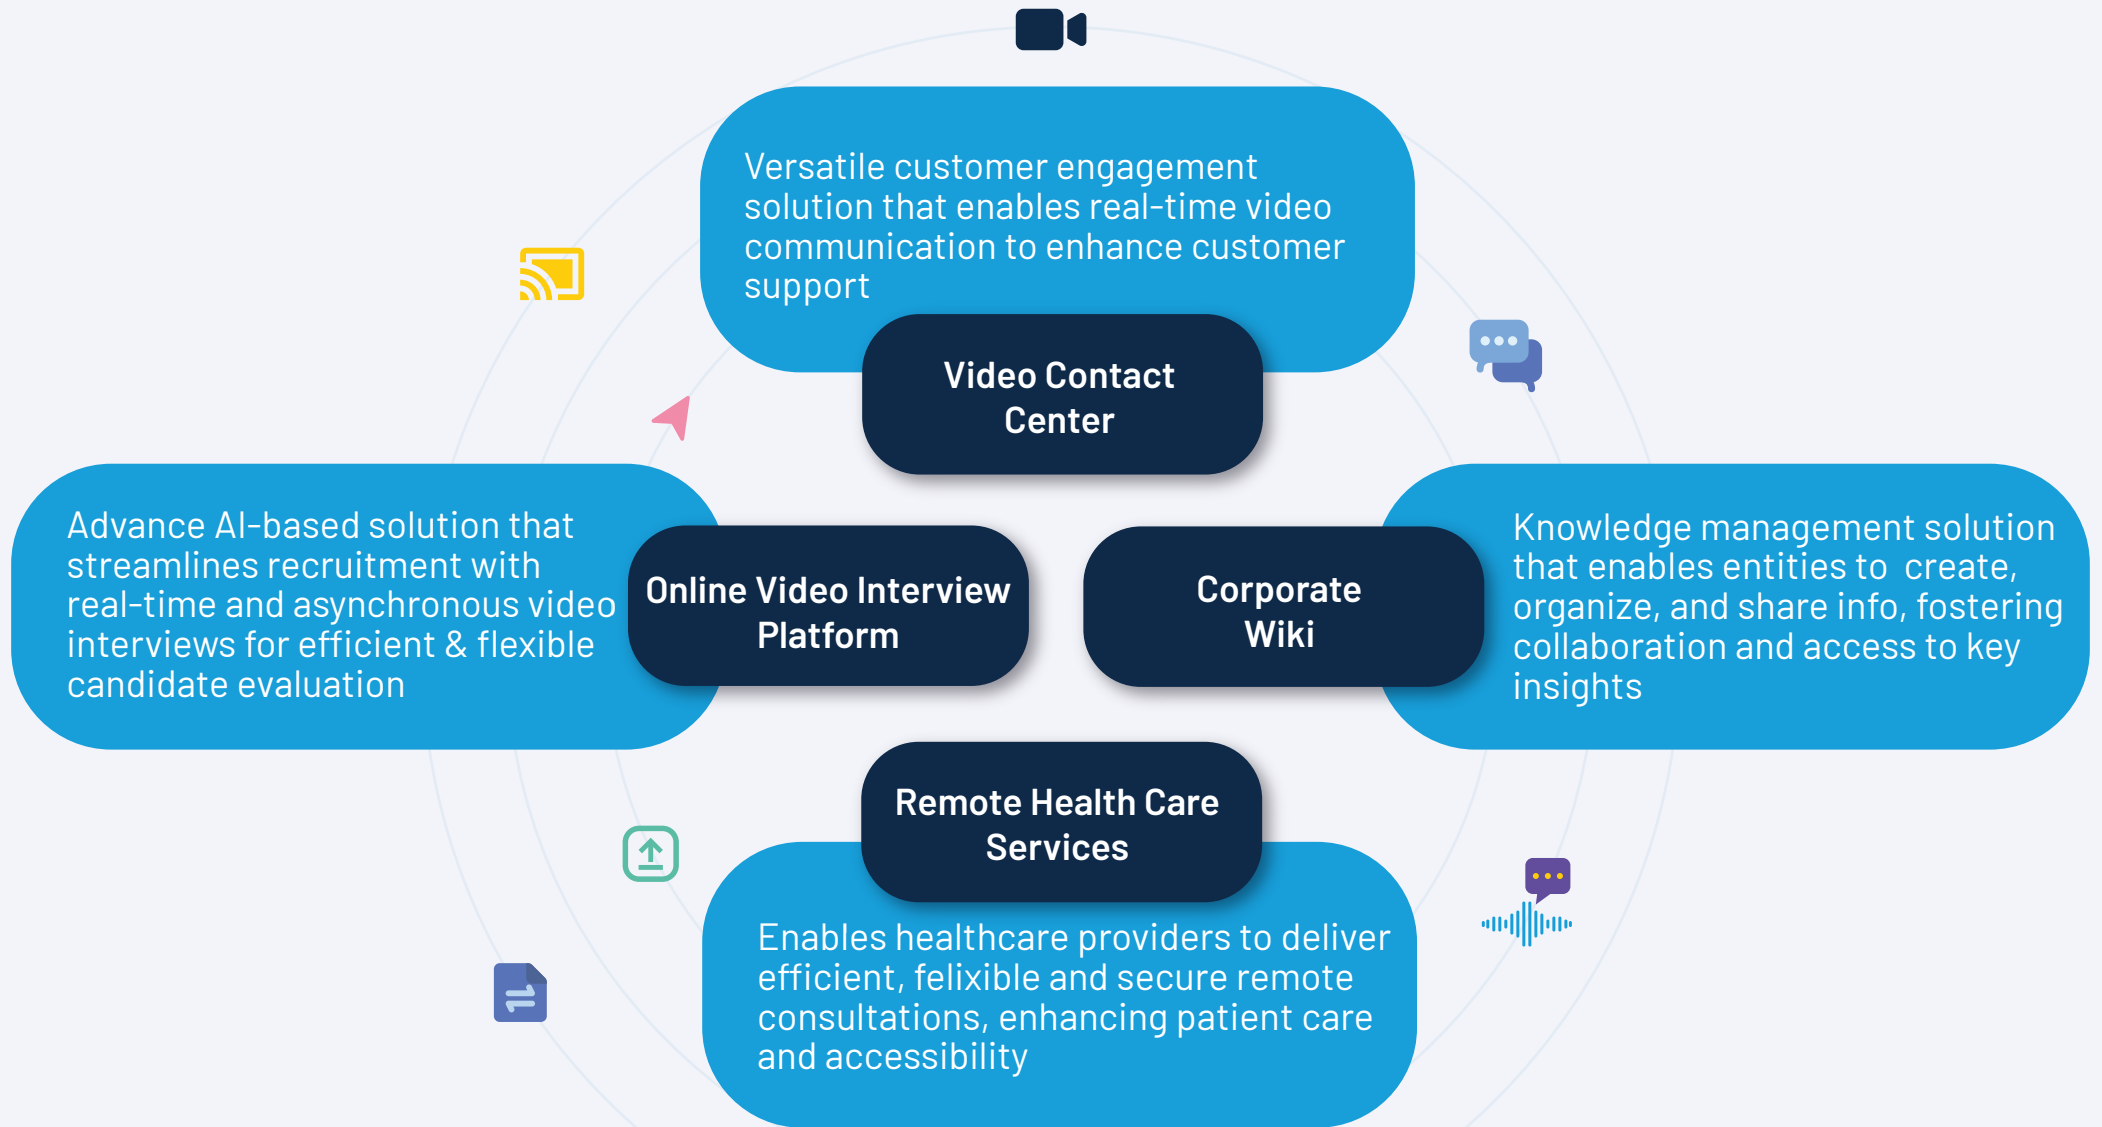 Versatile customer engagement
solution that enables real-time video
communication to enhance customer
support
Video Contact
Center
Advance AI-based solution that
streamlines recruitment with
real-time and asynchronous video
interviews for efficient & flexible
candidate evaluation
Online Video Interview
Platform
Corporate
Wiki
Knowledge management solution
that enables entities to  create,
organize, and share info, fostering
collaboration and access to key
insights
Remote Health Care
Services
Enables healthcare providers to deliver
efficient, felixible and secure remote
consultations, enhancing patient care
and accessibility